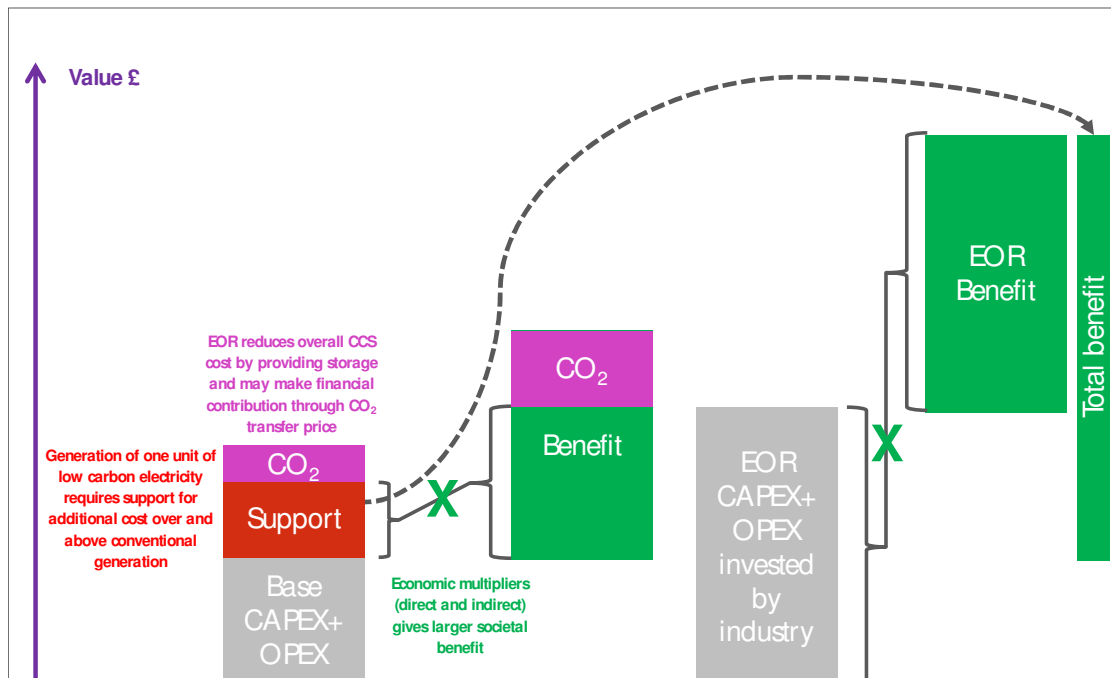 Value £
EOR reduces overall CCS
cost by providing storage
and may make financial
contribution through CO₂
transfer price
Generation of one unit of
low carbon electricity
requires support for
additional cost over and
above conventional
generation
CO₂
Support
Base
CAPEX+
OPEX
X
Economic multipliers
(direct and indirect)
gives larger societal
benefit
CO₂
Benefit
EOR
CAPEX+
OPEX
invested
by
industry
X
EOR
Benefit
Total benefit